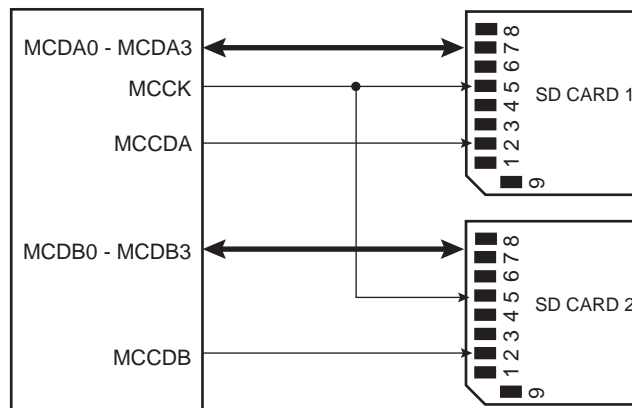 MCDA0 - MCDA3
MCCK
MCCDA
8
7
6
5
4
3
2
1
9
SD CARD 1
MCDB0 - MCDB3
MCCDB
8
7
6
5
4
3
2
1
9
SD CARD 2